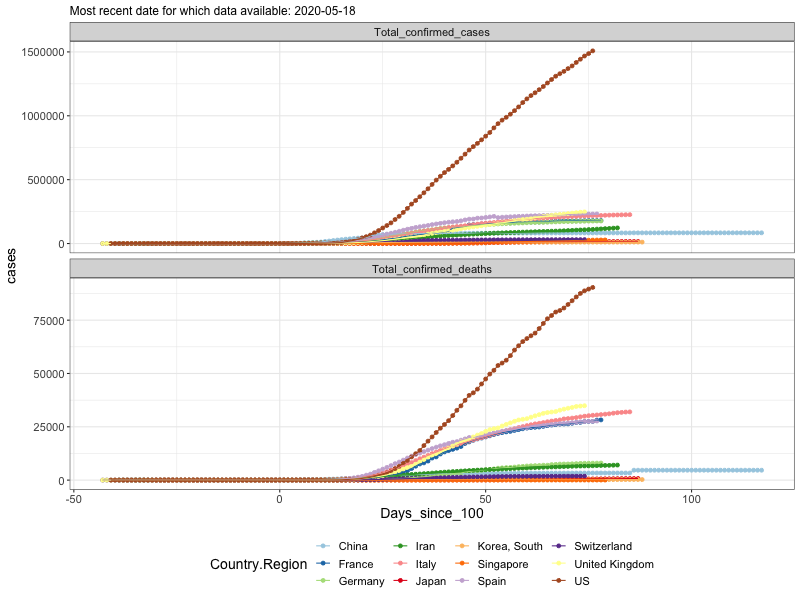 Most recent date for which data available: 2020-05-18
Total_confirmed_cases
1500000
1000000
500000
0
cases
Total_confirmed_deaths
75000
50000
25000
0
-50 0 50 100
Days_since_100
Country.Region
China Iran Korea, South Switzerland
France Italy Singapore United Kingdom
Germany Japan Spain US